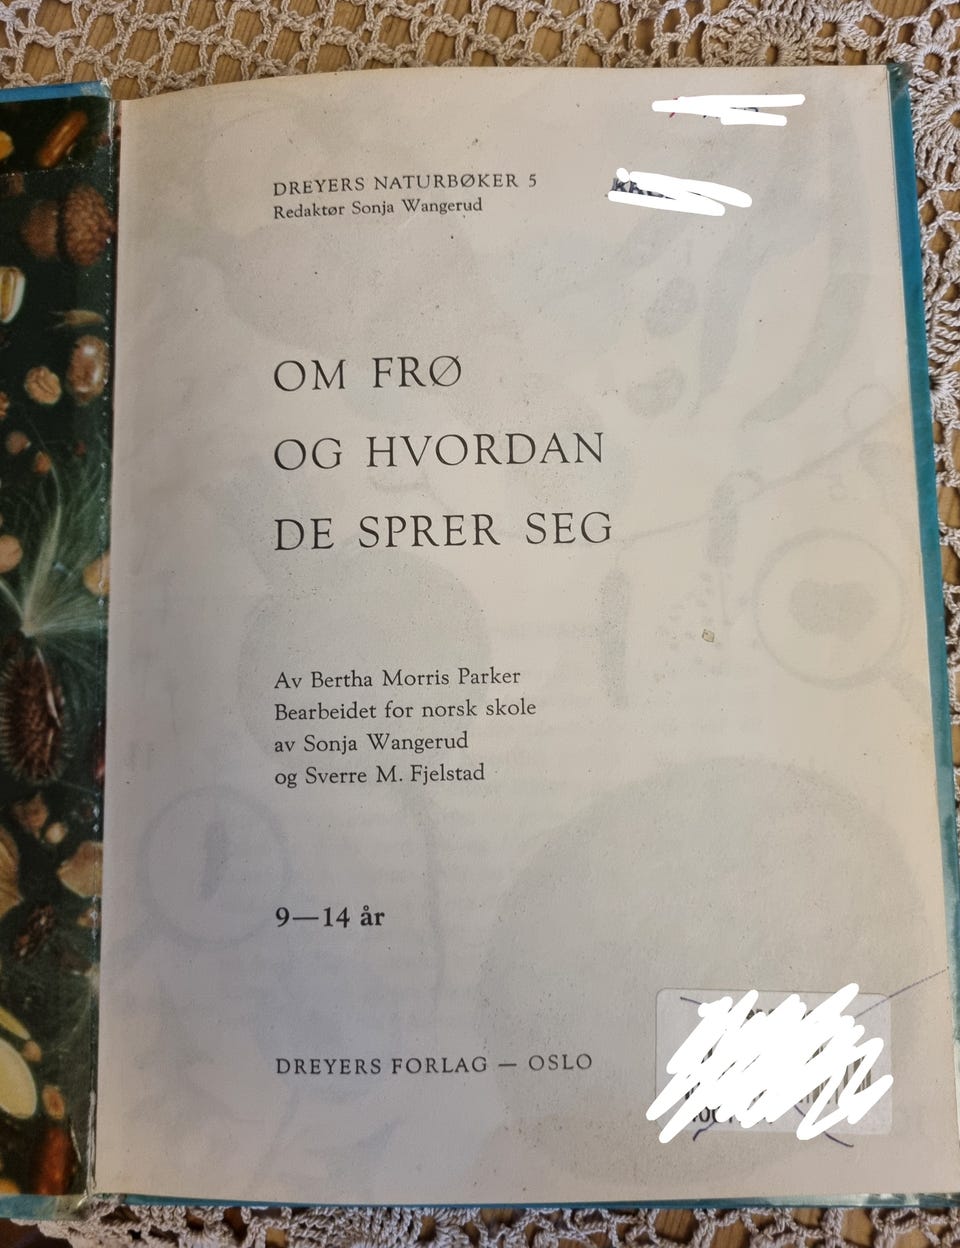 DREYERS NATURBØKER 5
Redaktør Sonja Wangerud
OM FRØ
OG HVORDAN
DE SPRER SEG
Av Bertha Morris Parker
Bearbeidet for norsk skole
av Sonja Wangerud
og Sverre M. Fjelstad
9—14 år
DREYERS FORLAG — OSLO